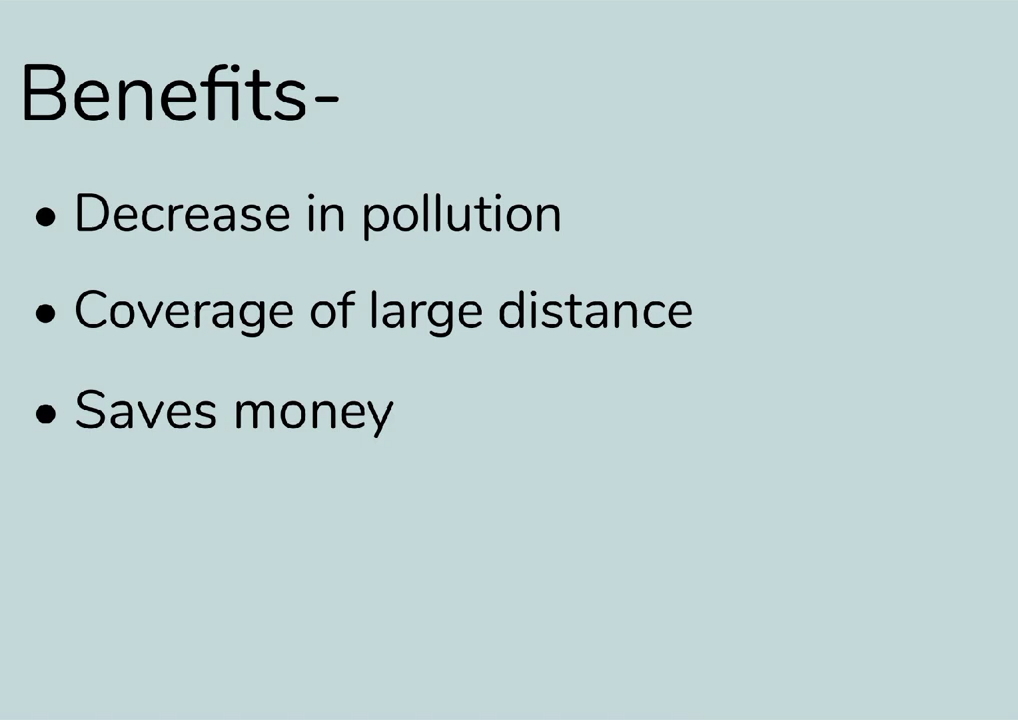 Benefits-
• Decrease in pollution
• Coverage of large distance
• Saves money